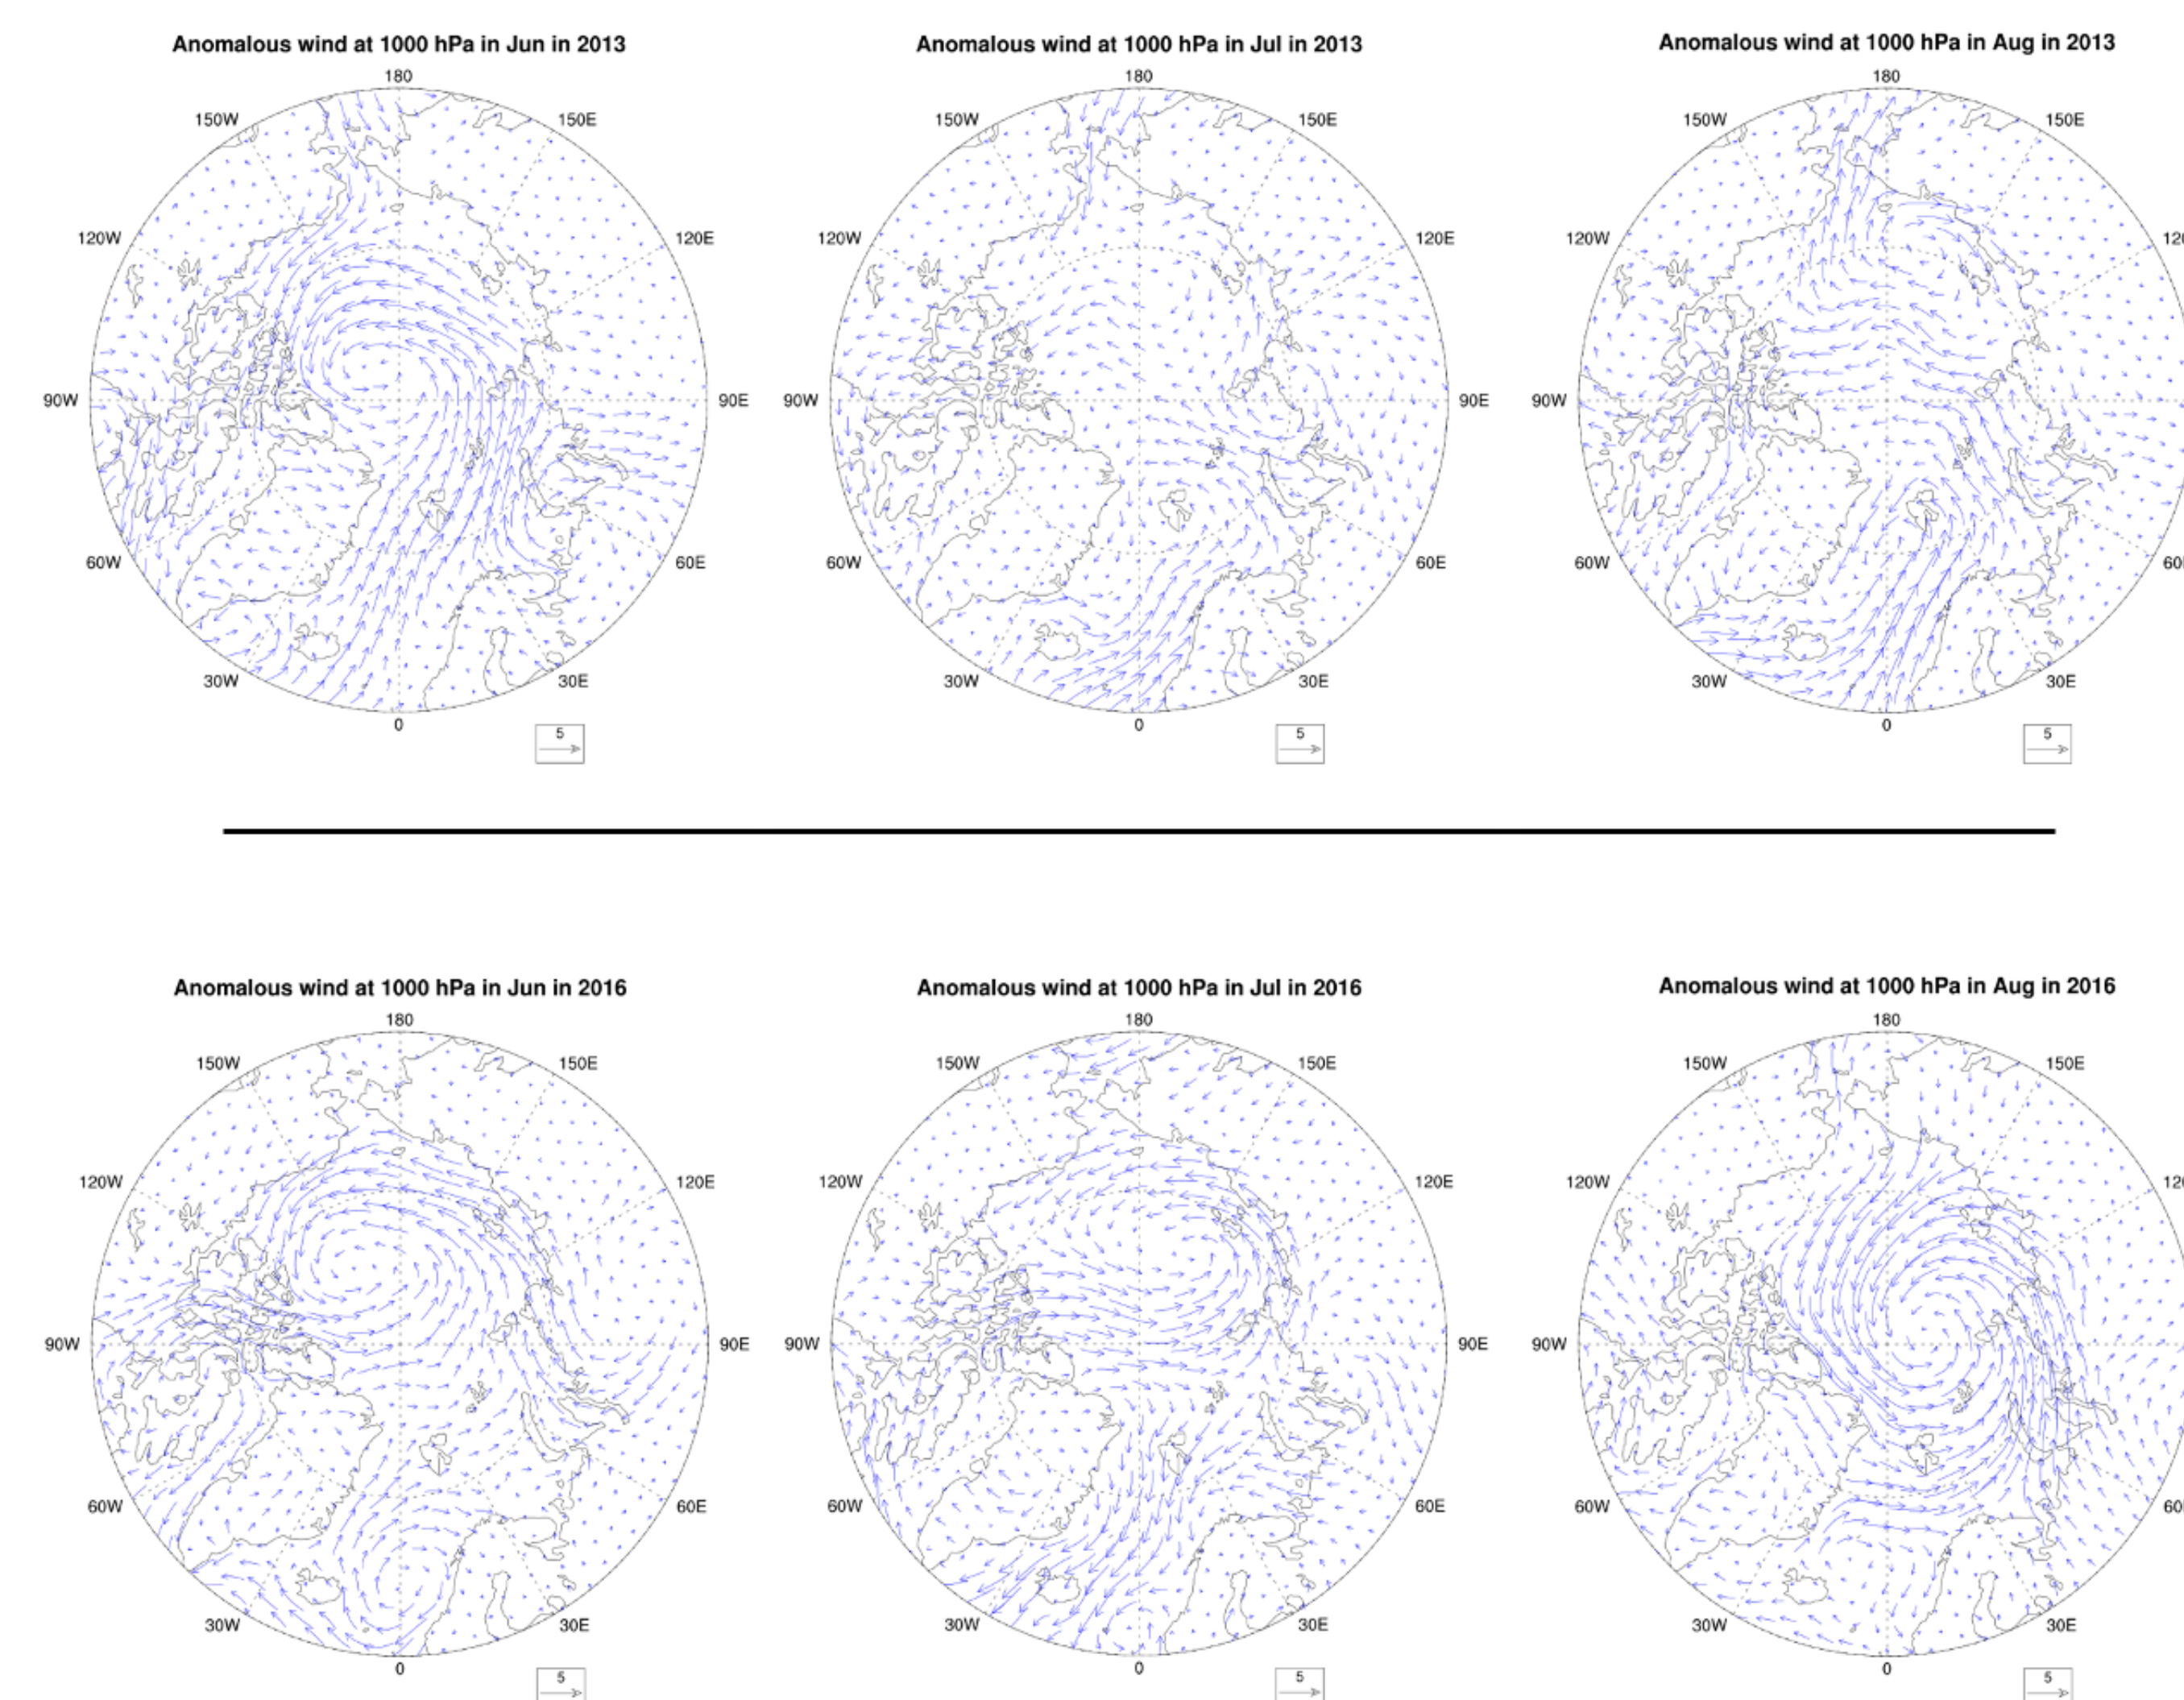 Anomalous wind at 1000 hPa in Jun in 2013
Anomalous wind at 1000 hPa in Jul in 2013
Anomalous wind at 1000 hPa in Aug in 2013
180
180
180
150W
150E
150W
150E
150W
150E
120W
120E
120W
120E
120W
90W
90E
90W
90E
90W
60W
60E
60W
60E
60W
30W
30E
30W
30E
30W
30E
0
0
0
5
5
5
Anomalous wind at 1000 hPa in Jun in 2016
Anomalous wind at 1000 hPa in Jul in 2016
Anomalous wind at 1000 hPa in Aug in 2016
180
180
180
150W
150E
150W
150E
150W
150E
120W
120E
120W
120E
120W
90W
90E
90W
90E
90W
60W
60E
60W
60E
60W
30W
30E
30W
30E
30W
30E
0
0
0
5
5
5